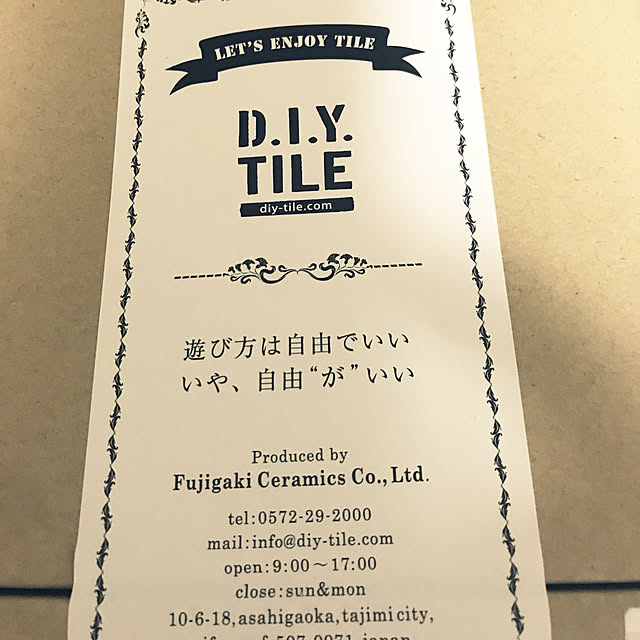 LET'S ENJOY TILE
D.I.Y.
TILE
diy-tile.com
遊び方は自由でいい
いや、自由“が”いい
Produced by
Fujigaki Ceramics Co., Ltd.
tel:0572-29-2000
mail:info@diy-tile.com
open:9:00〜17:00
close:sun&mon
10-6-18,asahigaoka,tajimicity,